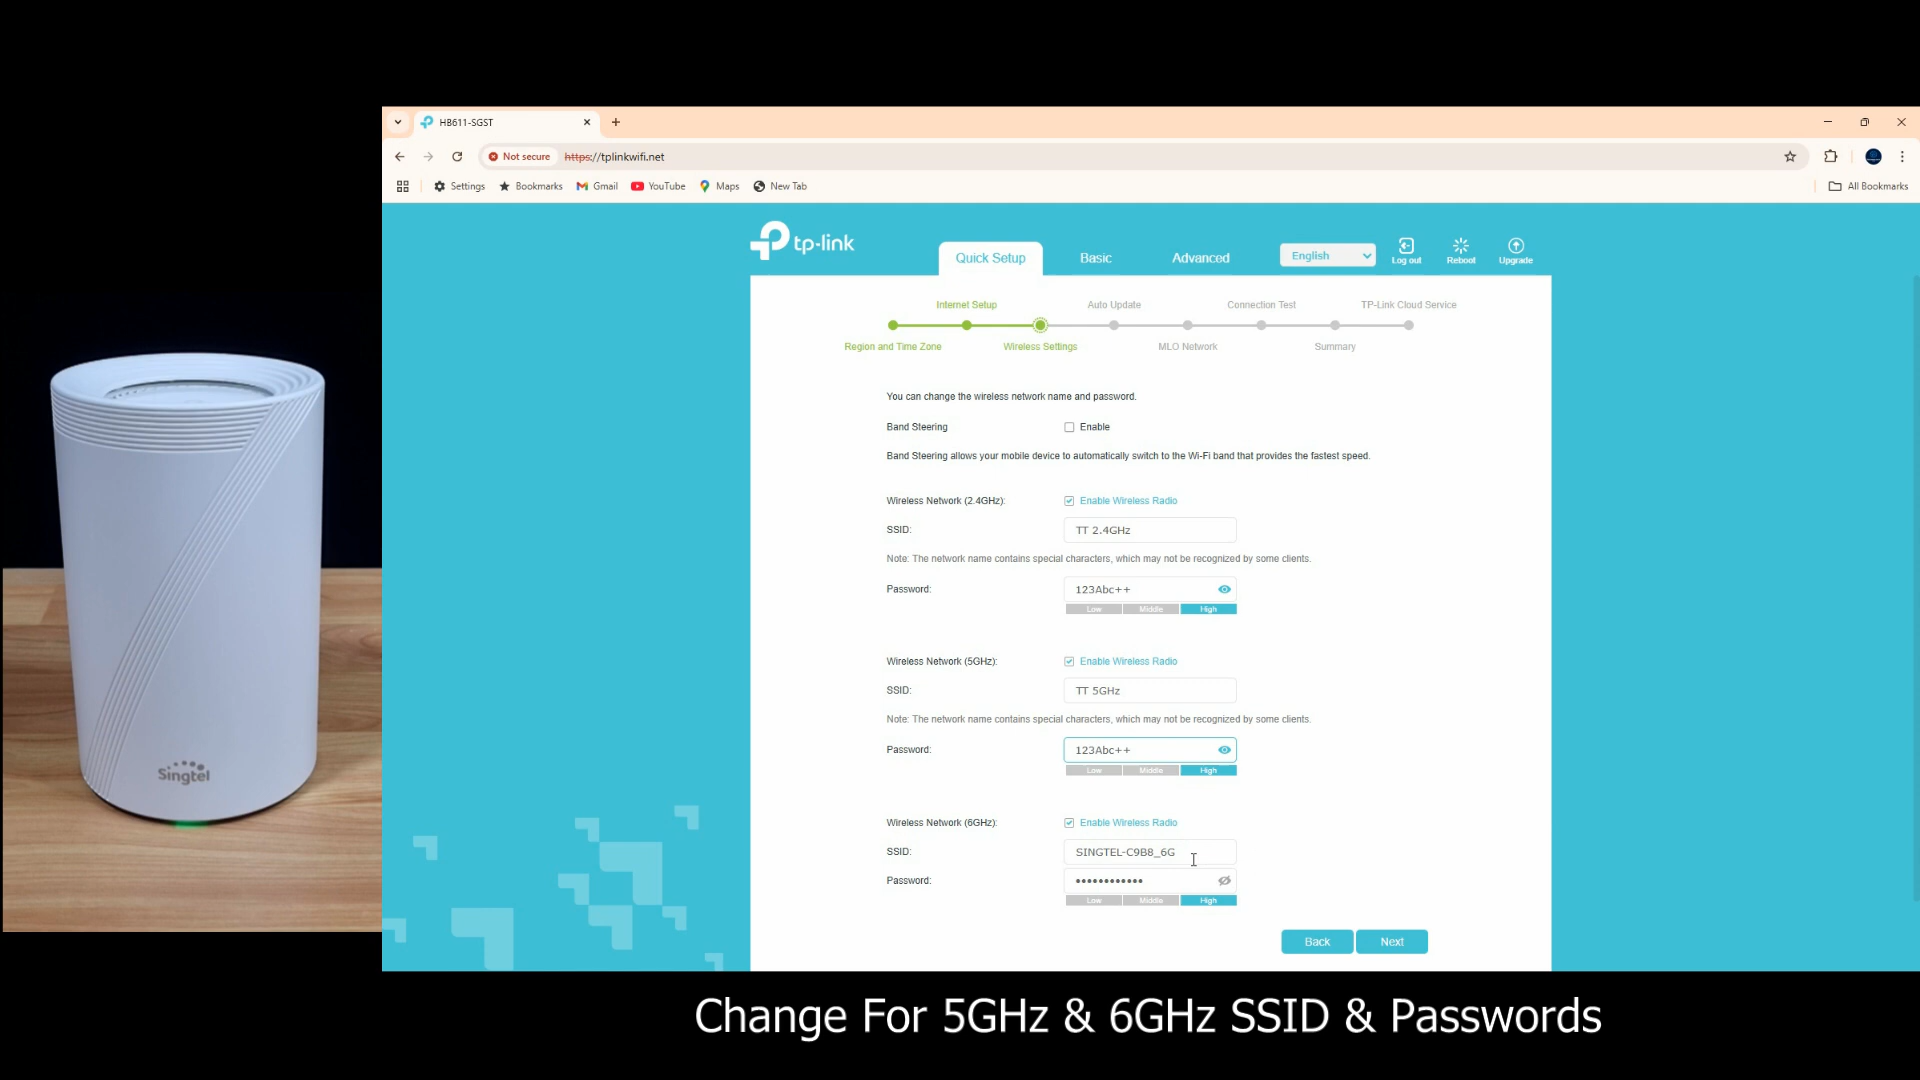 HB611-SGST
Not secure https://tplinkwifi.net
Settings Bookmarks Gmail YouTube Maps New Tab All Bookmarks
tp-link
Quick Setup Basic Advanced English Log out Reboot Upgrade
Internet Setup Auto Update Connection Test TP-Link Cloud Service
Region and Time Zone Wireless Settings MLO Network Summary
You can change the wireless network name and password.
Band Steering Enable
Band Steering allows your mobile device to automatically switch to the Wi-Fi band that provides the fastest speed.
Wireless Network (2.4GHz): Enable Wireless Radio
SSID: TT 2.4GHz
Note: The network name contains special characters, which may not be recognized by some clients.
Password: 123Abc++
Low Middle High
Wireless Network (5GHz): Enable Wireless Radio
SSID: TT 5GHz
Note: The network name contains special characters, which may not be recognized by some clients.
Password: 123Abc++
Low Middle High
Wireless Network (6GHz): Enable Wireless Radio
SSID: SINGTEL-C9B8_6G
Password: ••••••••••••
Low Middle High
Back Next
Singtel
Change For 5GHz & 6GHz SSID & Passwords